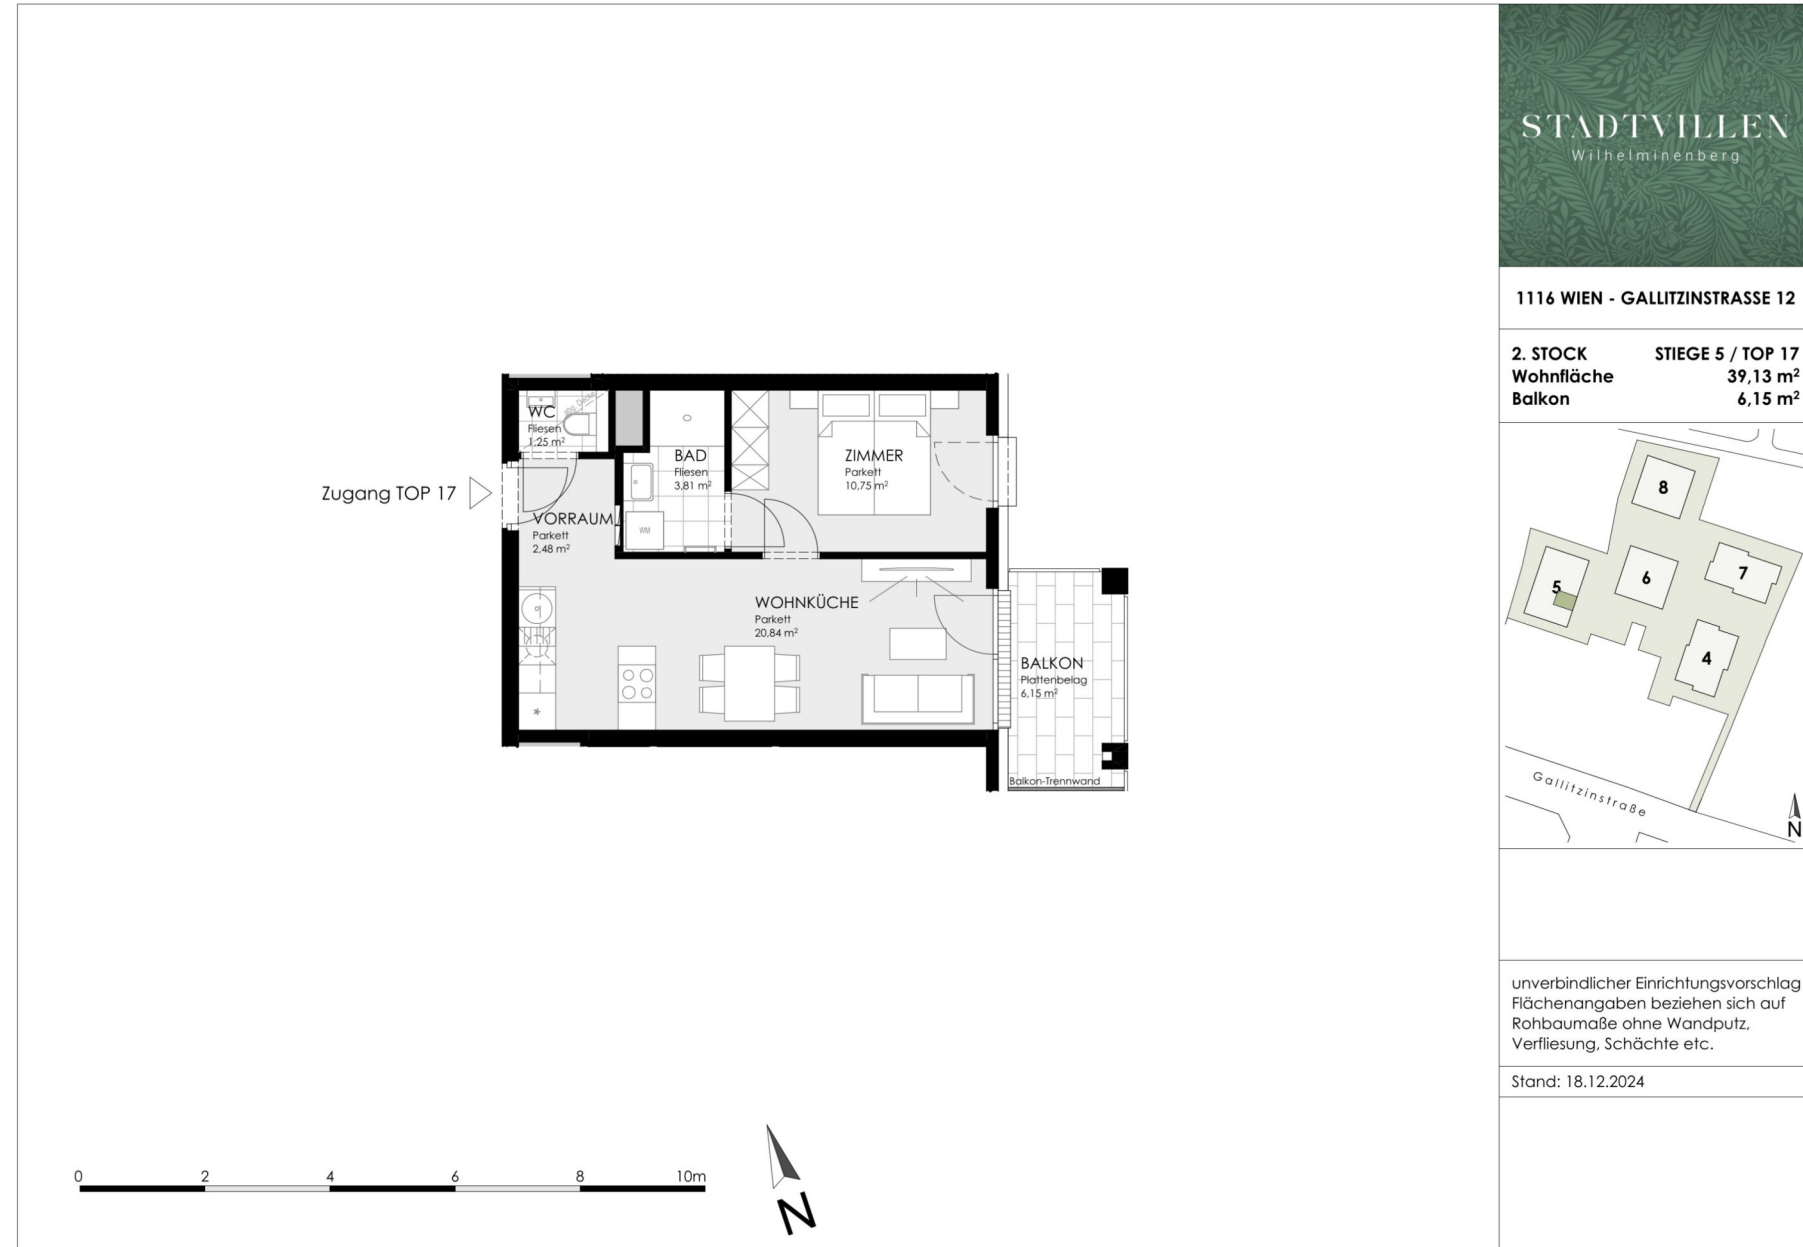 STADTVILLEN
Wilhelminenberg
1116 WIEN - GALLITZINSTRASSE 12
2. STOCK STIEGE 5 / TOP 17
Wohnfläche 39,13 m²
Balkon 6,15 m²
8
7
6
5
4
Gallitzinstraße
N
unverbindlicher Einrichtungsvorschlag
Flächenangaben beziehen sich auf
Rohbaumaße ohne Wandputz,
Verfliesung, Schächte etc.
Stand: 18.12.2024
Zugang TOP 17
WC
Fliesen
1,25 m²
abg. Decke
BAD
Fliesen
3,81 m²
WM
ZIMMER
Parkett
10,75 m²
VORRAUM
Parkett
2,48 m²
WOHNKÜCHE
Parkett
20,84 m²
BALKON
Plattenbelag
6,15 m²
Balkon-Trennwand
0 2 4 6 8 10m
N